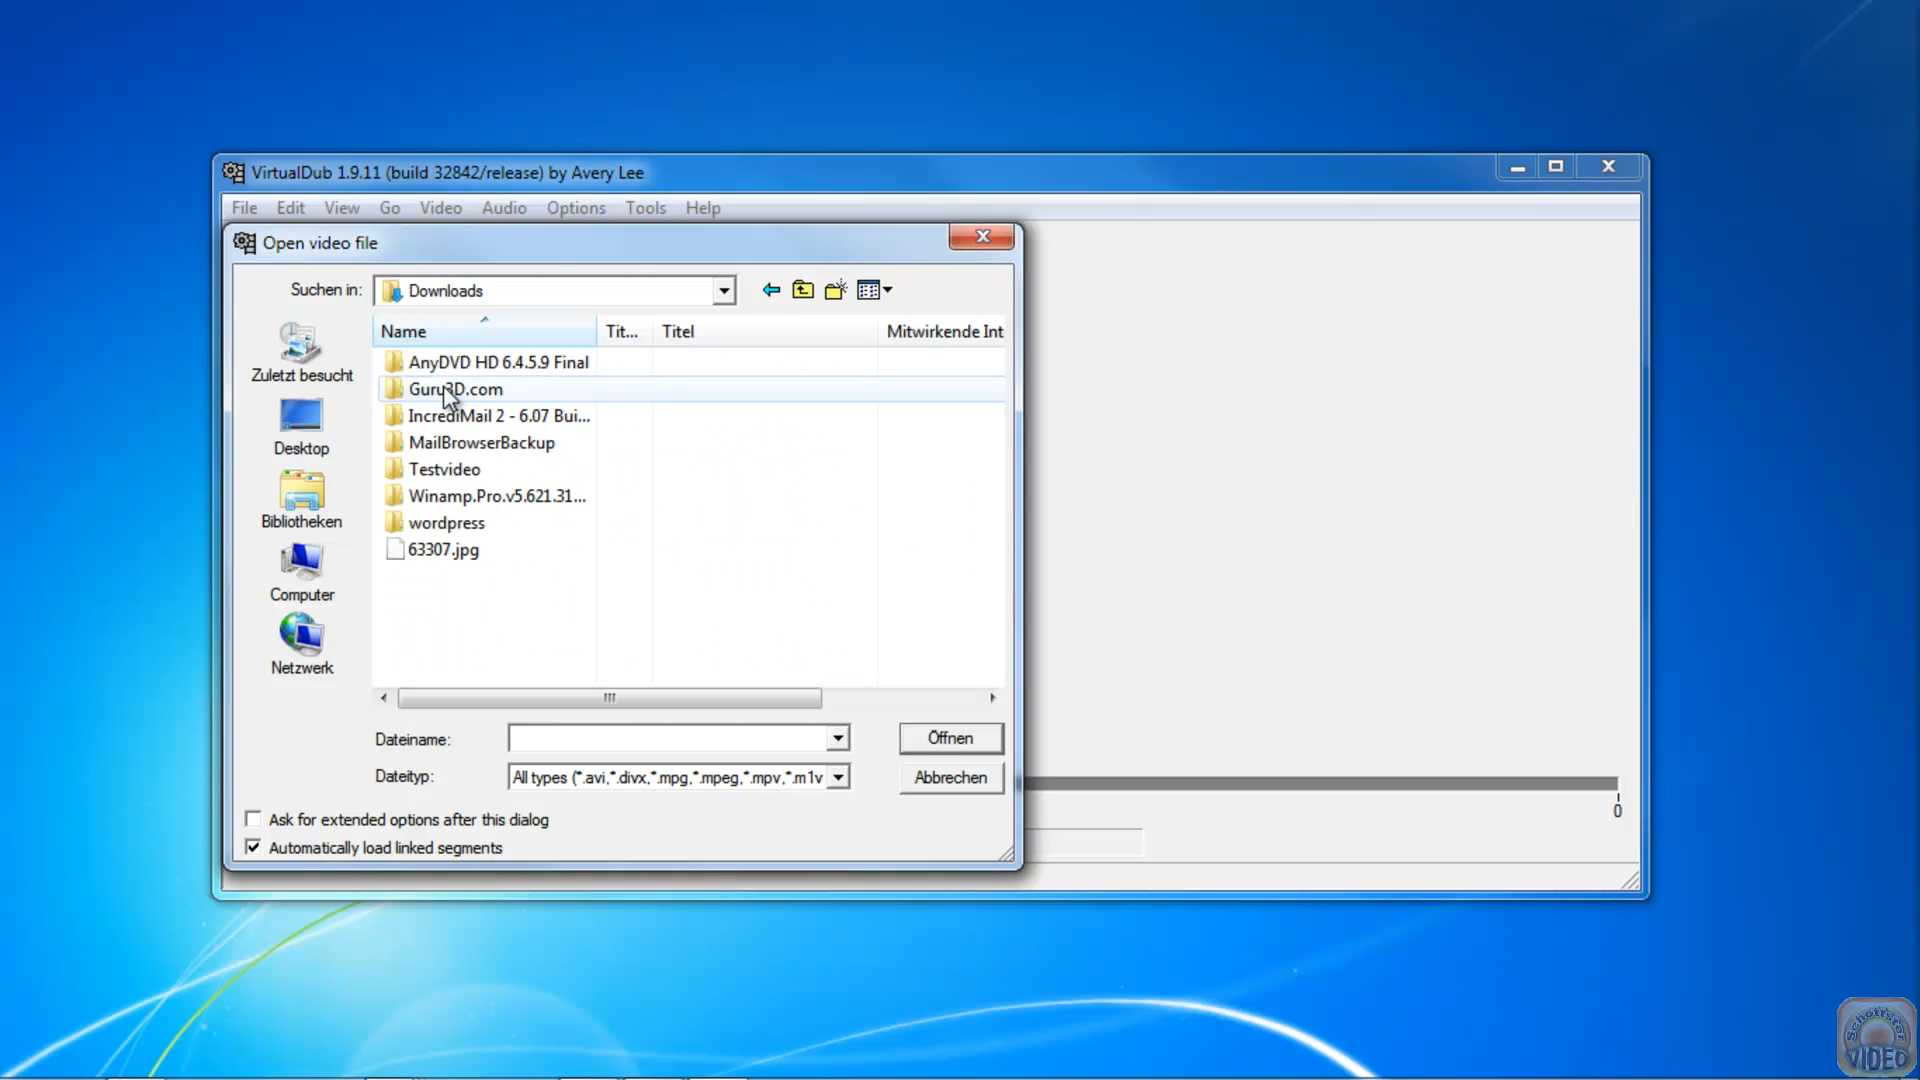 VirtualDub 1.9.11 (build 32842/release) by Avery Lee
File Edit View Go Video Audio Options Tools Help
Open video file
Suchen in: Downloads
Name Tit... Titel Mitwirkende Int
Zuletzt besucht
Desktop
Bibliotheken
Computer
Netzwerk
AnyDVD HD 6.4.5.9 Final
Guru3D.com
IncrediMail 2 - 6.07 Bui...
MailBrowserBackup
Testvideo
Winamp.Pro.v5.621.31...
wordpress
63307.jpg
Dateiname: Öffnen
Dateityp: All types (*.avi,*.divx,*.mpg,*.mpeg,*.mpv,*.m1v Abbrechen
0
Ask for extended options after this dialog
Automatically load linked segments
Schottstar
VIDEO